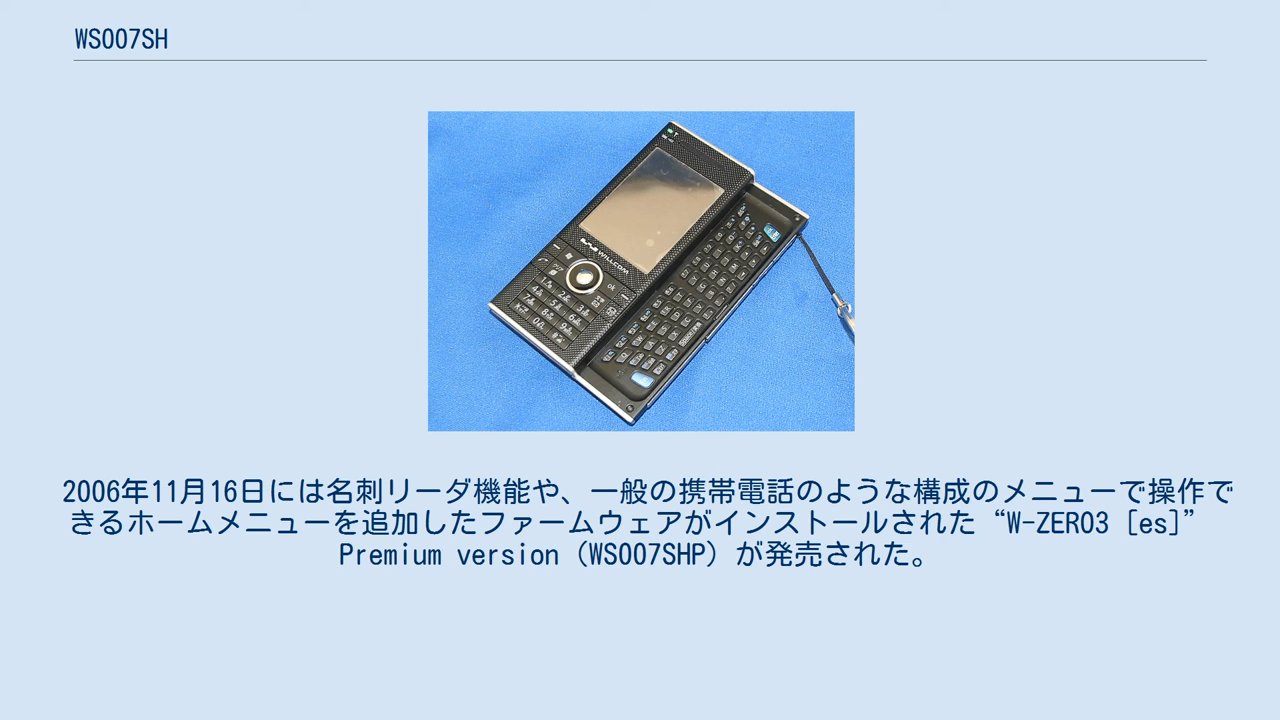 WS007SH
WILLCOM
2006年11月16日には名刺リーダ機能や、一般の携帯電話のような構成のメニューで操作で
きるホームメニューを追加したファームウェアがインストールされた“W-ZERO3［es］”
Premium version（WS007SHP）が発売された。